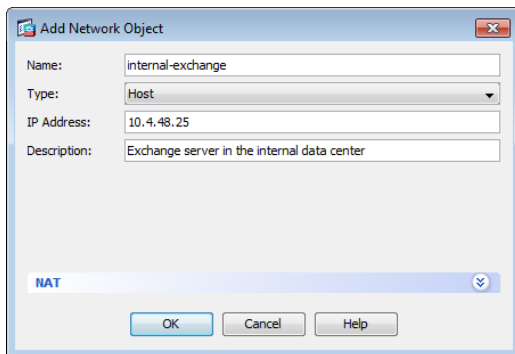 Add Network Object
Name: internal-exchange
Type: Host
IP Address: 10.4.48.25
Description: Exchange server in the internal data center
NAT
OK Cancel Help